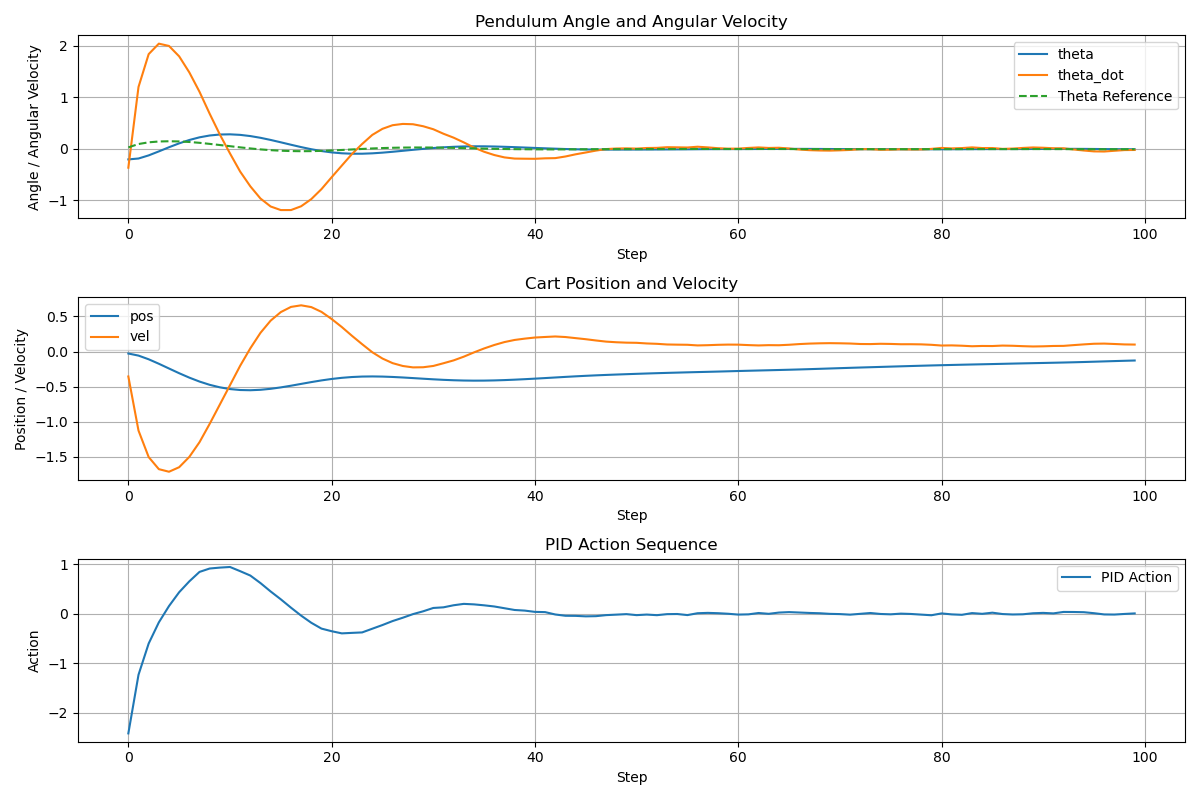 Pendulum Angle and Angular Velocity
Angle / Angular Velocity
2
1
0
−1
theta
theta_dot
Theta Reference
0 20 40 60 80 100
Step
Cart Position and Velocity
Position / Velocity
0.5
0.0
−0.5
−1.0
−1.5
pos
vel
0 20 40 60 80 100
Step
PID Action Sequence
Action
1
0
−1
−2
PID Action
0 20 40 60 80 100
Step